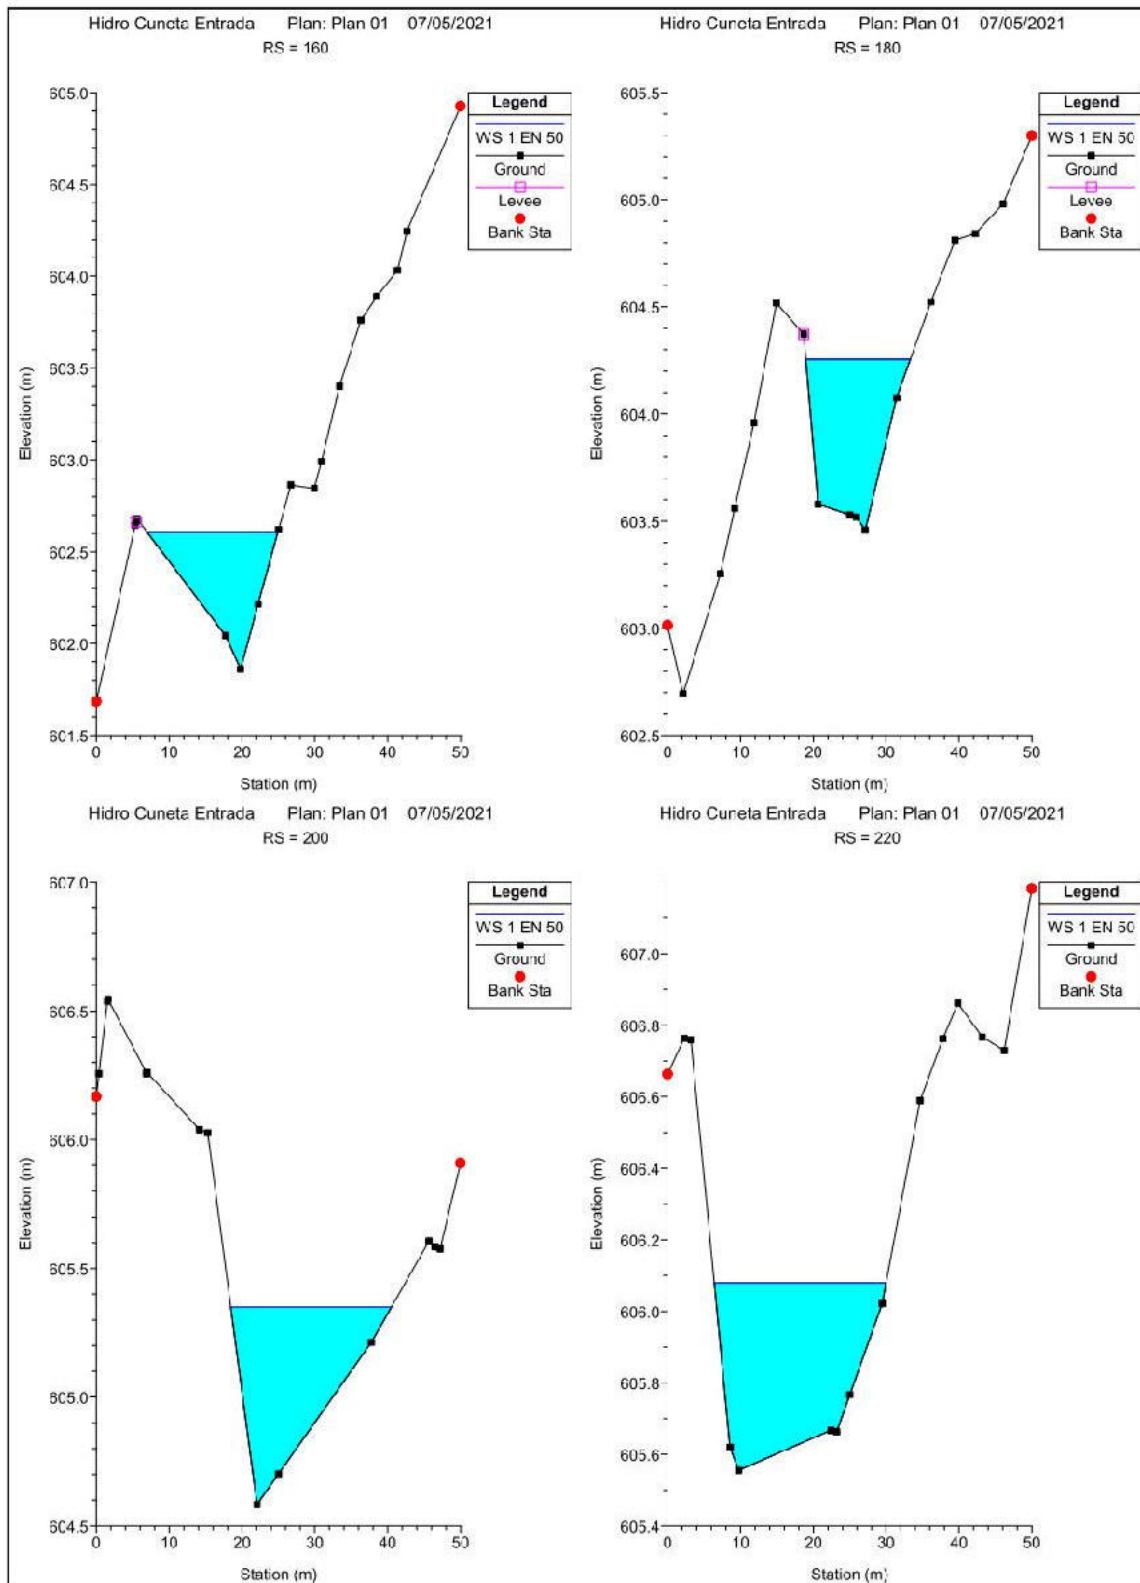 Hidro Cuneta Entrada Plan: Plan 01 07/05/2021
RS = 160
Legend
WS 1 EN 50
Ground
Levee
Bank Sta
605.0
604.5
604.0
603.5
603.0
602.5
602.0
601.5
Elevation (m)
0 10 20 30 40 50
Station (m)
Hidro Cuneta Entrada Plan: Plan 01 07/05/2021
RS = 180
Legend
WS 1 EN 50
Ground
Levee
Bank Sta
605.5
605.0
604.5
604.0
603.5
603.0
602.5
Elevation (m)
0 10 20 30 40 50
Station (m)
Hidro Cuneta Entrada Plan: Plan 01 07/05/2021
RS = 200
Legend
WS 1 EN 50
Ground
Bank Sta
607.0
606.5
606.0
605.5
605.0
604.5
Elevation (m)
0 10 20 30 40 50
Station (m)
Hidro Cuneta Entrada Plan: Plan 01 07/05/2021
RS = 220
Legend
WS 1 EN 50
Ground
Bank Sta
607.0
606.8
606.6
606.4
606.2
606.0
605.8
605.6
605.4
Elevation (m)
0 10 20 30 40 50
Station (m)